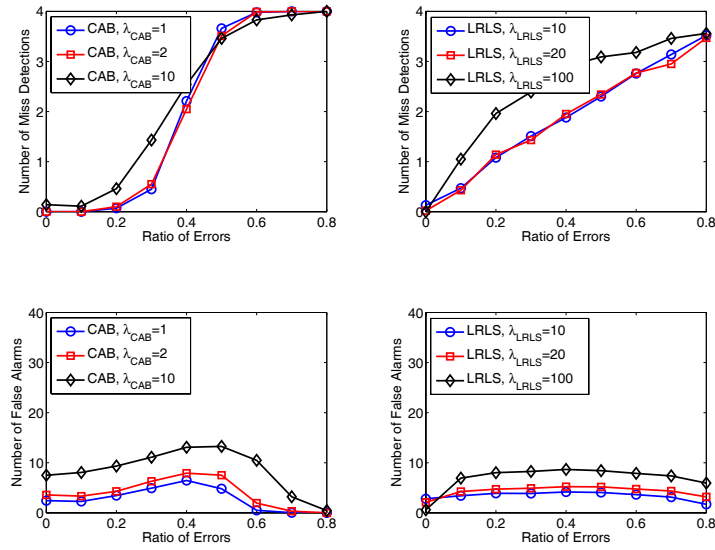 4
3
2
1
0
0
0.2
0.4
0.6
0.8
Ratio of Errors
Number of Miss Detections
CAB, λCAB=1
CAB, λCAB=2
CAB, λCAB=10
4
3
2
1
0
0
0.2
0.4
0.6
0.8
Ratio of Errors
Number of Miss Detections
LRLS, λLRLS=10
LRLS, λLRLS=20
LRLS, λLRLS=100
40
30
20
10
0
0
0.2
0.4
0.6
0.8
Ratio of Errors
Number of False Alarms
CAB, λCAB=1
CAB, λCAB=2
CAB, λCAB=10
40
30
20
10
0
0
0.2
0.4
0.6
0.8
Ratio of Errors
Number of False Alarms
LRLS, λLRLS=10
LRLS, λLRLS=20
LRLS, λLRLS=100